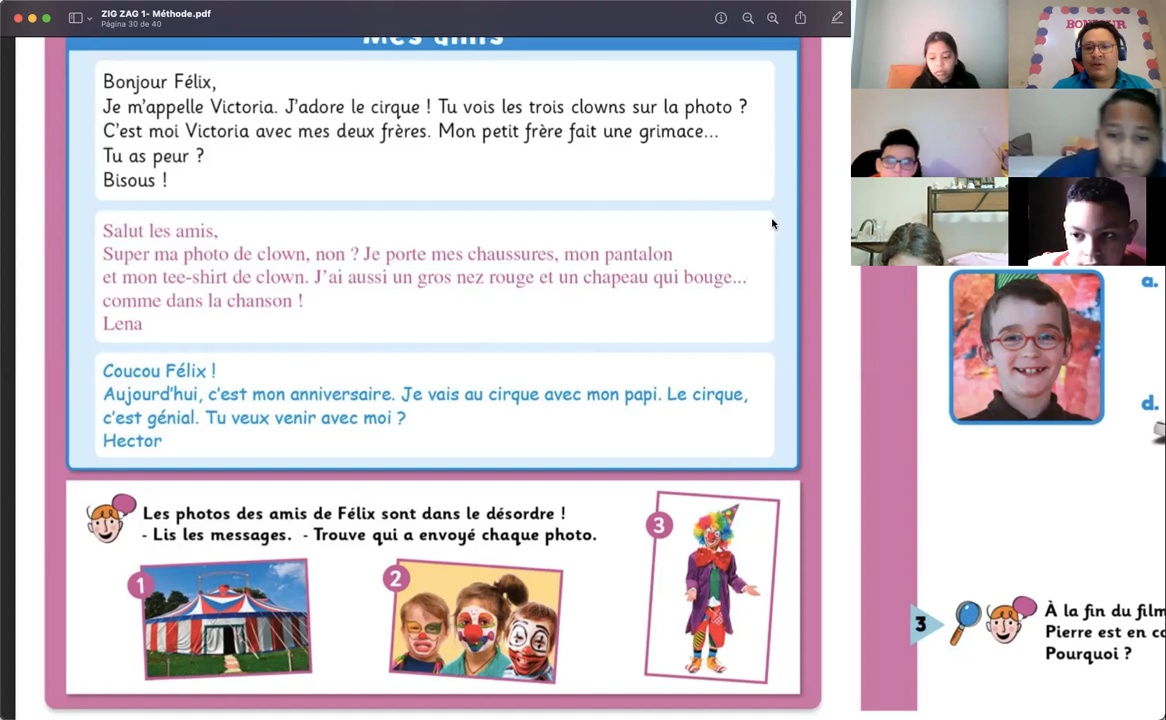 ZIG ZAG 1- Méthode.pdf
Página 30 de 40
Mes amis
Bonjour Félix,
Je m'appelle Victoria. J'adore le cirque ! Tu vois les trois clowns sur la photo ?
C'est moi Victoria avec mes deux frères. Mon petit frère fait une grimace...
Tu as peur ?
Bisous !
Salut les amis,
Super ma photo de clown, non ? Je porte mes chaussures, mon pantalon
et mon tee-shirt de clown. J'ai aussi un gros nez rouge et un chapeau qui bouge...
comme dans la chanson !
Lena
Coucou Félix !
Aujourd'hui, c'est mon anniversaire. Je vais au cirque avec mon papi. Le cirque,
c'est génial. Tu veux venir avec moi ?
Hector
Les photos des amis de Félix sont dans le désordre !
- Lis les messages. - Trouve qui a envoyé chaque photo.
1
2
3
BONJOUR
a.
d.
3
À la fin du film
Pierre est en co
Pourquoi ?